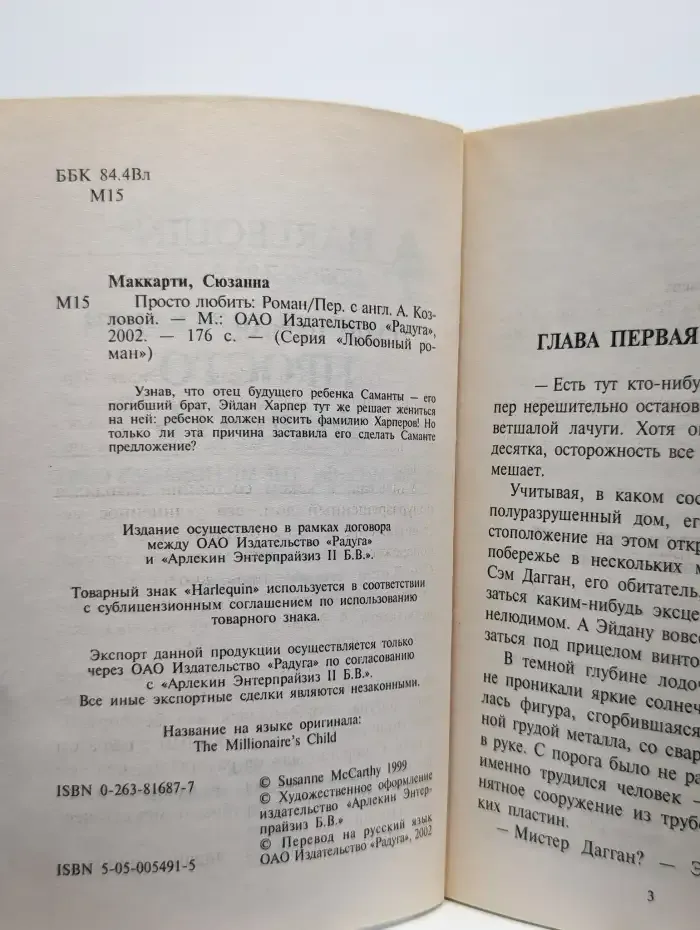 ББК 84.4Вл
М15
Маккарти, Сюзанна
М15 Просто любить: Роман/Пер. с англ. А. Коз-
ловой. — М.: ОАО Издательство «Радуга»,
2002. — 176 с. — (Серия «Любовный ро-
ман»)
Узнав, что отец будущего ребенка Саманты – его
погибший брат, Эйдан Харпер тут же решает жениться
на ней: ребенок должен носить фамилию Харперов! Но
только ли эта причина заставила его сделать Саманте
предложение?
Издание осуществлено в рамках договора
между ОАО Издательство «Радуга»
и «Арлекин Энтерпрайзиз II Б.В.».
Товарный знак «Harlequin» используется в соответствии
с сублицензионным соглашением по использованию
товарного знака.
Экспорт данной продукции осуществляется только
через ОАО Издательство «Радуга» по согласованию
с «Арлекин Энтерпрайзиз II Б.В.».
Все иные экспортные сделки являются незаконными.
Название на языке оригинала:
The Millionaire's Child
ISBN 0-263-81687-7
© Susanne McCarthy 1999
© Художественное оформление
издательство «Арлекин Энтер-
прайзиз Б.В.»
© Перевод на русский язык
ОАО Издательство «Радуга», 2002
ISBN 5-05-005491-5
ГЛАВА ПЕРВАЯ
— Есть тут кто-нибу
пер нерешительно останов
ветшалой лачуги. Хотя о
десятка, осторожность все
мешает.
Учитывая, в каком сос
полуразрушенный дом, ег
стоположение на этом откр
побережье в нескольких м
Сэм Дагган, его обитатель,
заться каким-нибудь эксце
нелюдимом. А Эйдану вовсе
заться под прицелом винто
В темной глубине лодоч
не проникали яркие солнеч
лась фигура, сгорбившаяся
ной грудой металла, со свар
в руке. С порога было не ра
именно трудился человек —
нятное сооружение из трубо
ких пластин.
— Мистер Дагган? — Э
3